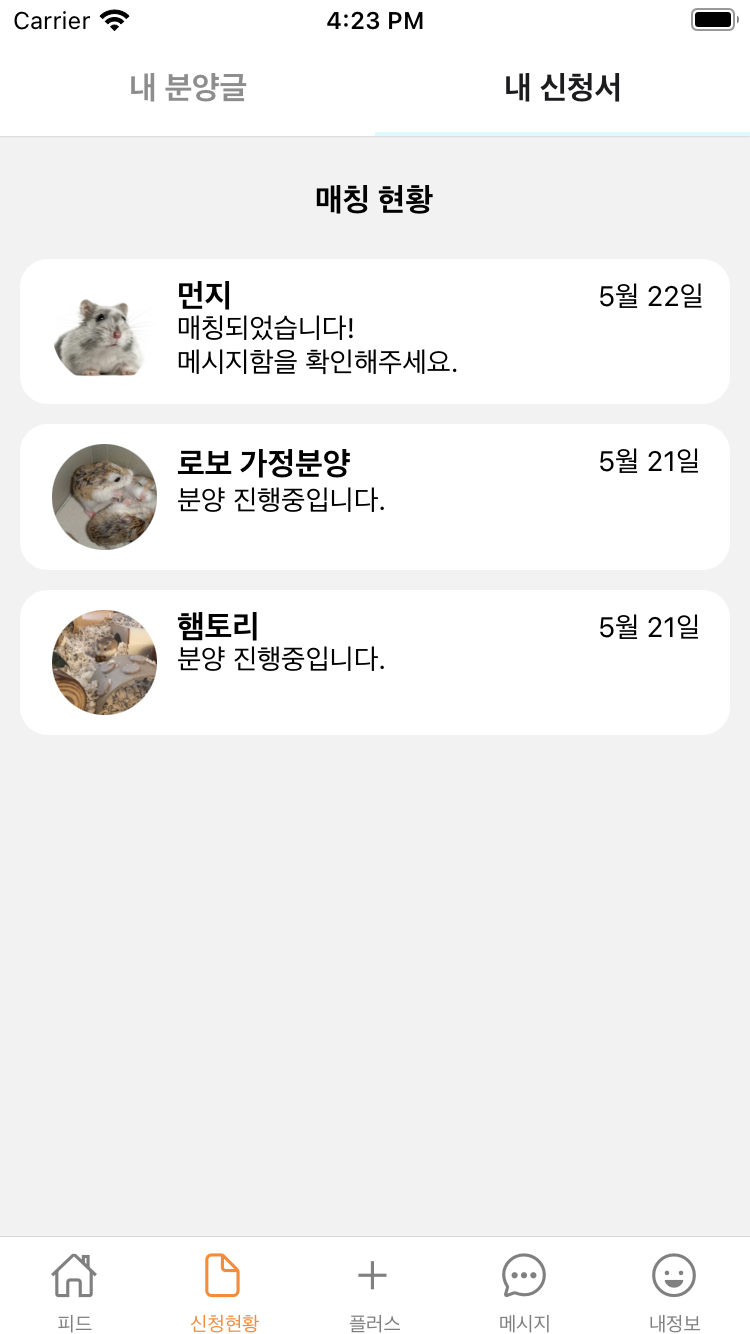 Carrier 4:23 PM
내 분양글 내 신청서
매칭 현황
먼지 5월 22일
매칭되었습니다!
메시지함을 확인해주세요.
로보 가정분양 5월 21일
분양 진행중입니다.
햄토리 5월 21일
분양 진행중입니다.
피드 신청현황 플러스 메시지 내정보